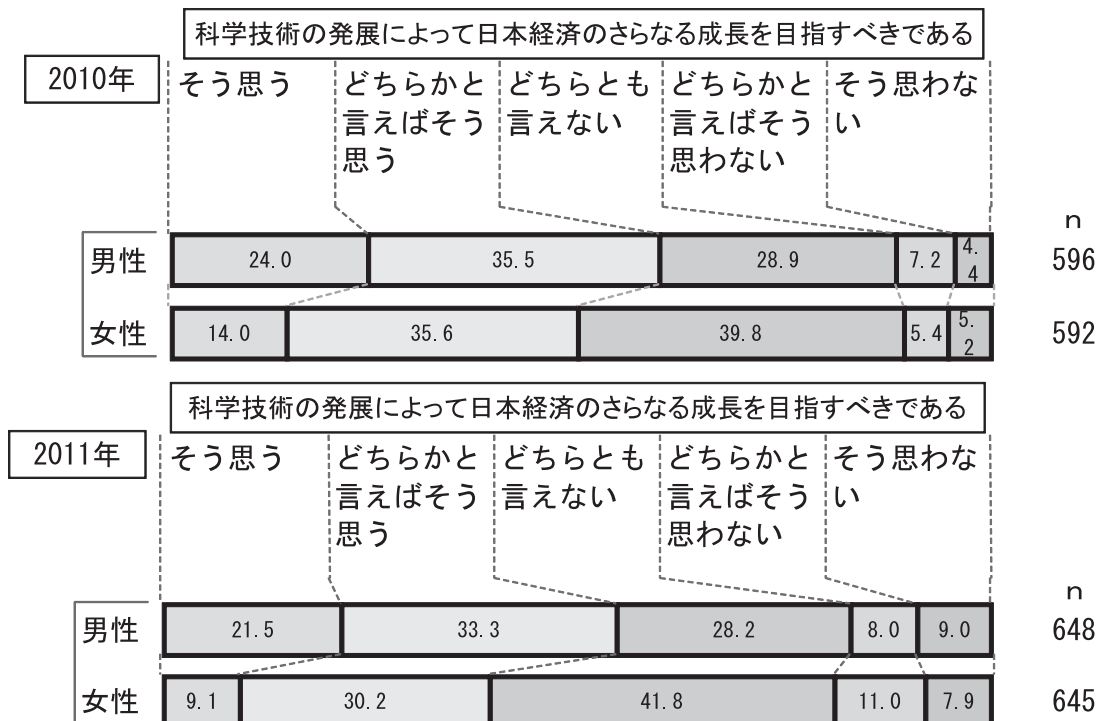 科学技術の発展によって日本経済のさらなる成長を目指すべきである
2010年
そう思う
どちらかと
言えばそう
思う
どちらとも
言えない
どちらかと
言えばそう
思わない
そう思わな
い
n
男性 24.0 35.5 28.9 7.2 4.4 596
女性 14.0 35.6 39.8 5.4 5.2 592
科学技術の発展によって日本経済のさらなる成長を目指すべきである
2011年
そう思う
どちらかと
言えばそう
思う
どちらとも
言えない
どちらかと
言えばそう
思わない
そう思わな
い
n
男性 21.5 33.3 28.2 8.0 9.0 648
女性 9.1 30.2 41.8 11.0 7.9 645